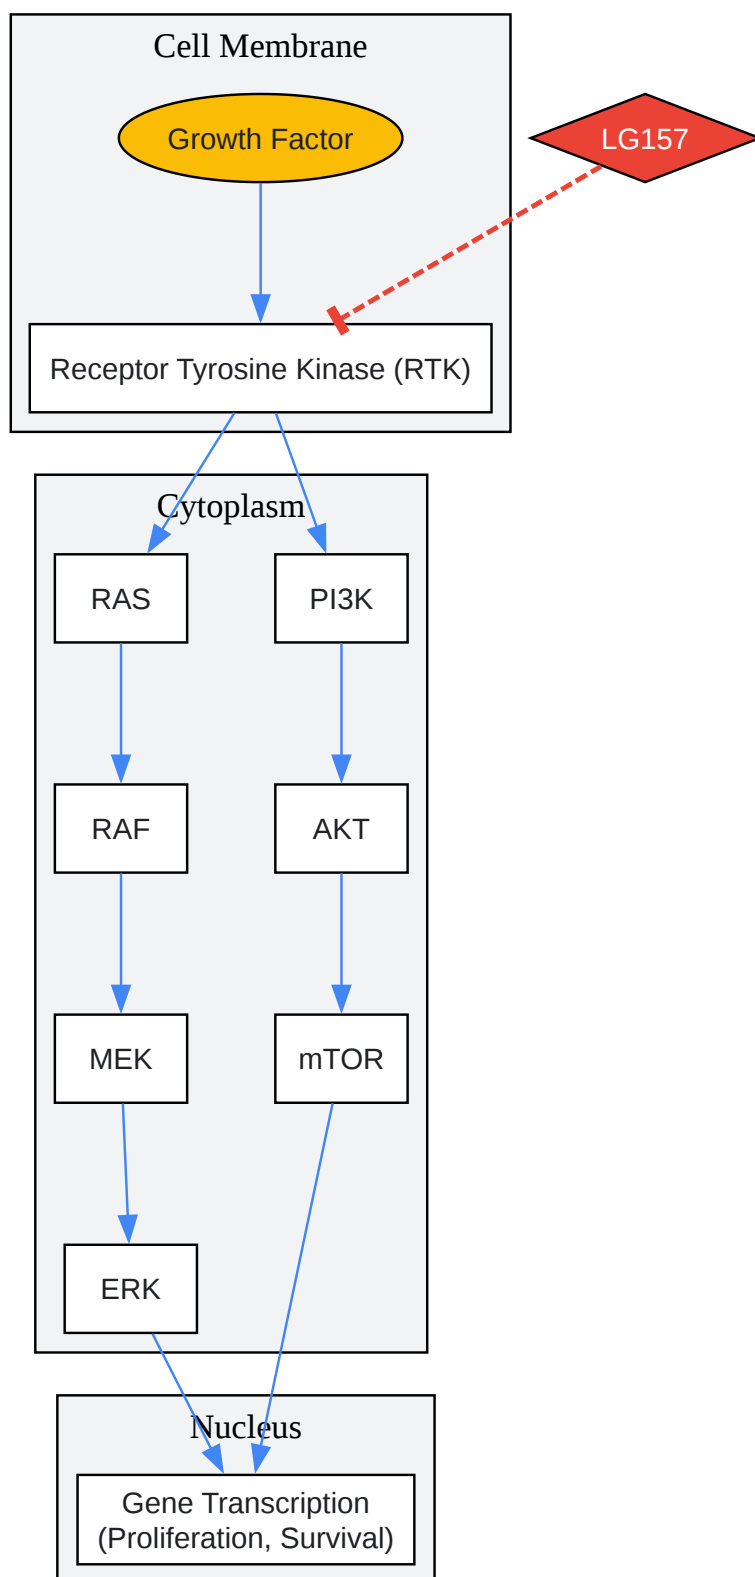 Cell Membrane
Growth Factor
LG157
Receptor Tyrosine Kinase (RTK)
Cytoplasm
RAS
PI3K
RAF
AKT
MEK
mTOR
ERK
Nucleus
Gene Transcription
(Proliferation, Survival)